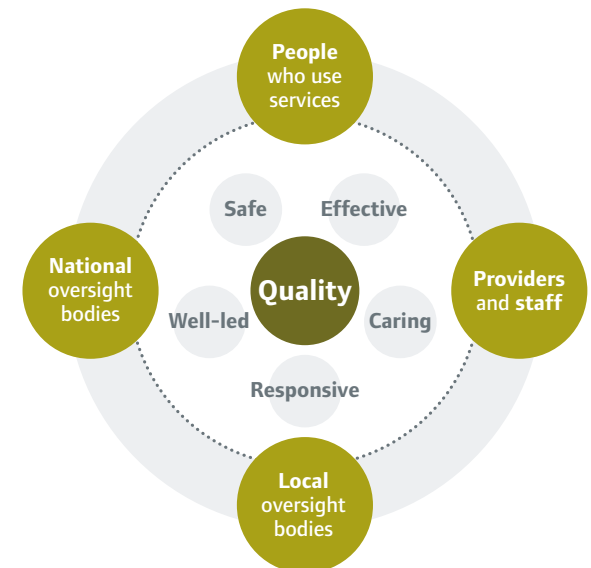 People
who use
services
Safe
Effective
National
oversight
bodies
Quality
Providers
and staff
Well-led
Caring
Responsive
Local
oversight
bodies